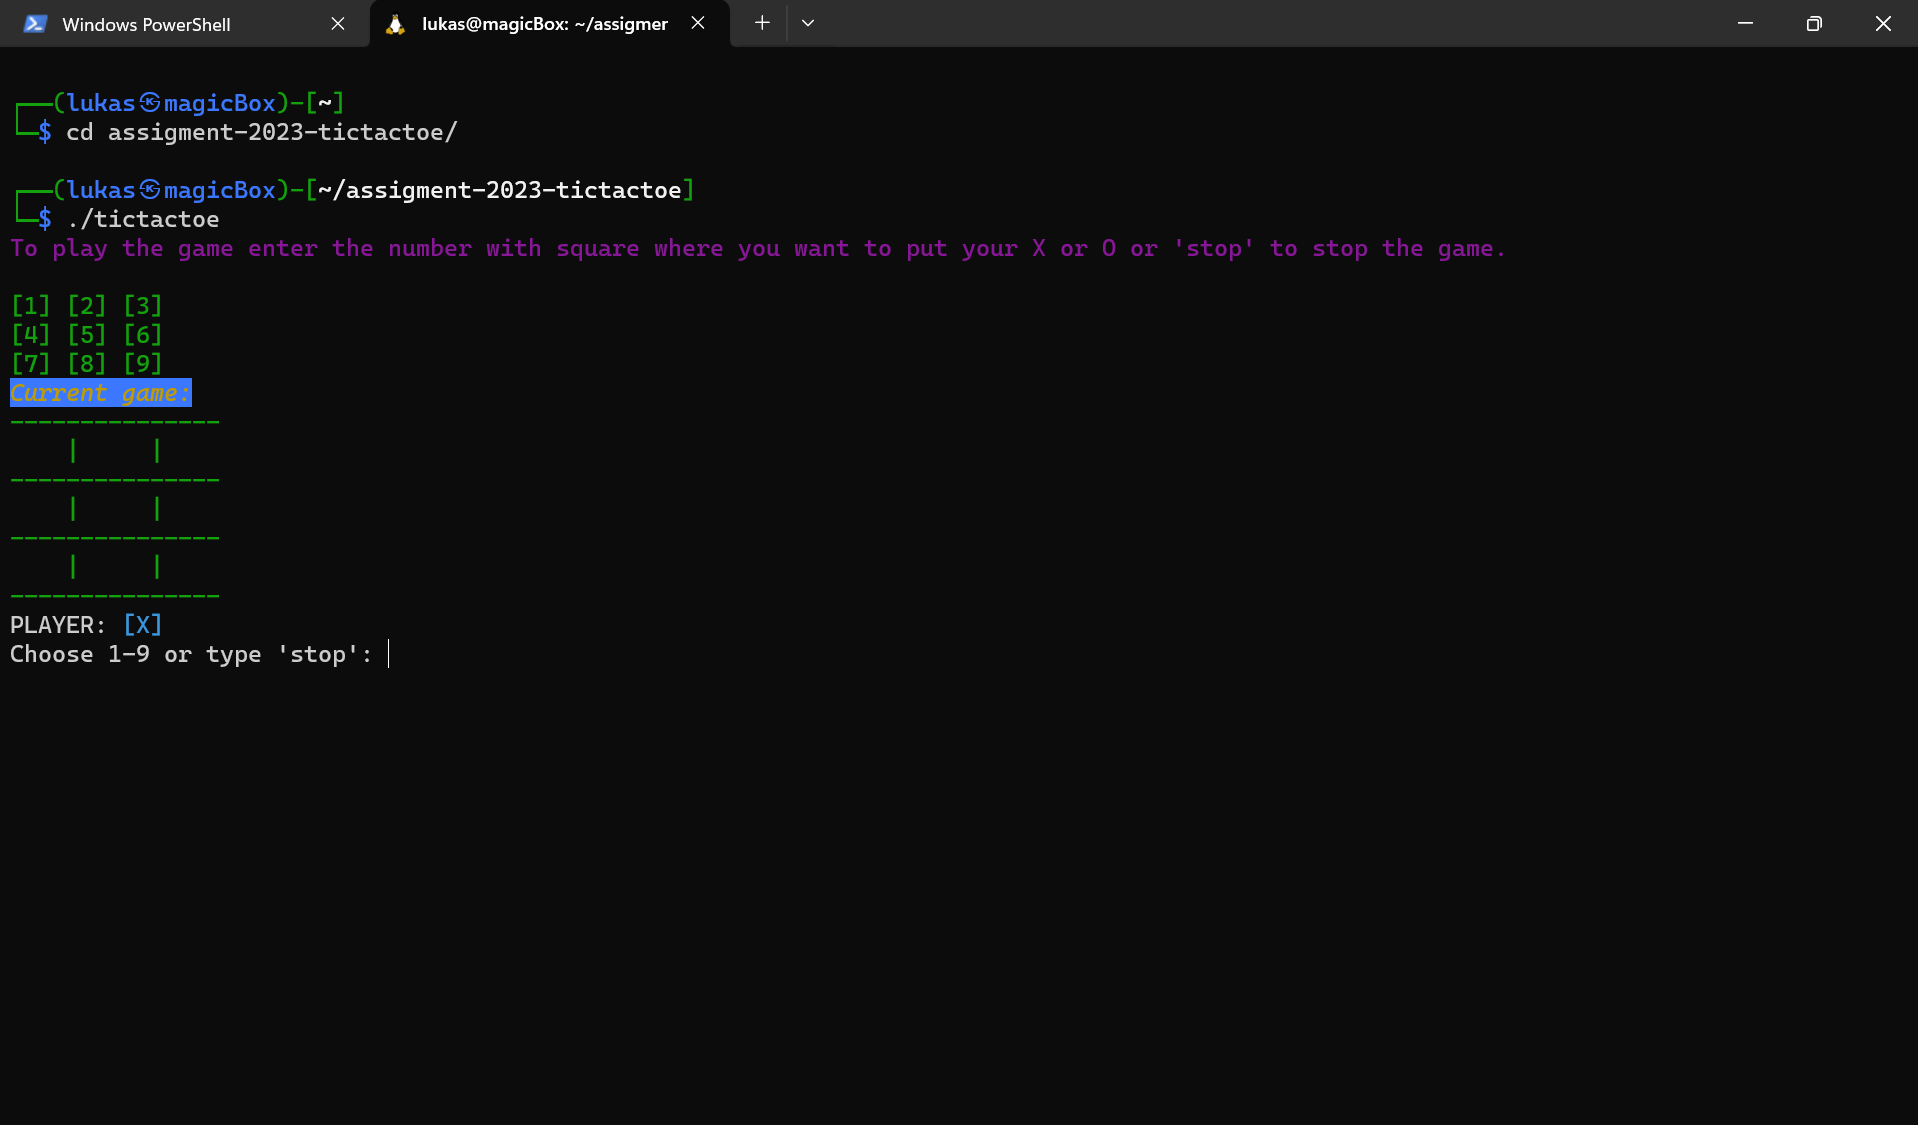 Windows PowerShell
lukas@magicBox: ~/assigmer
┌──(lukas㉿magicBox)-[~]
└─$ cd assigment-2023-tictactoe/
┌──(lukas㉿magicBox)-[~/assigment-2023-tictactoe]
└─$ ./tictactoe
To play the game enter the number with square where you want to put your X or O or 'stop' to stop the game.
[1] [2] [3]
[4] [5] [6]
[7] [8] [9]
Current game:
---------------
    |     |
---------------
    |     |
---------------
    |     |
---------------
PLAYER: [X]
Choose 1-9 or type 'stop':